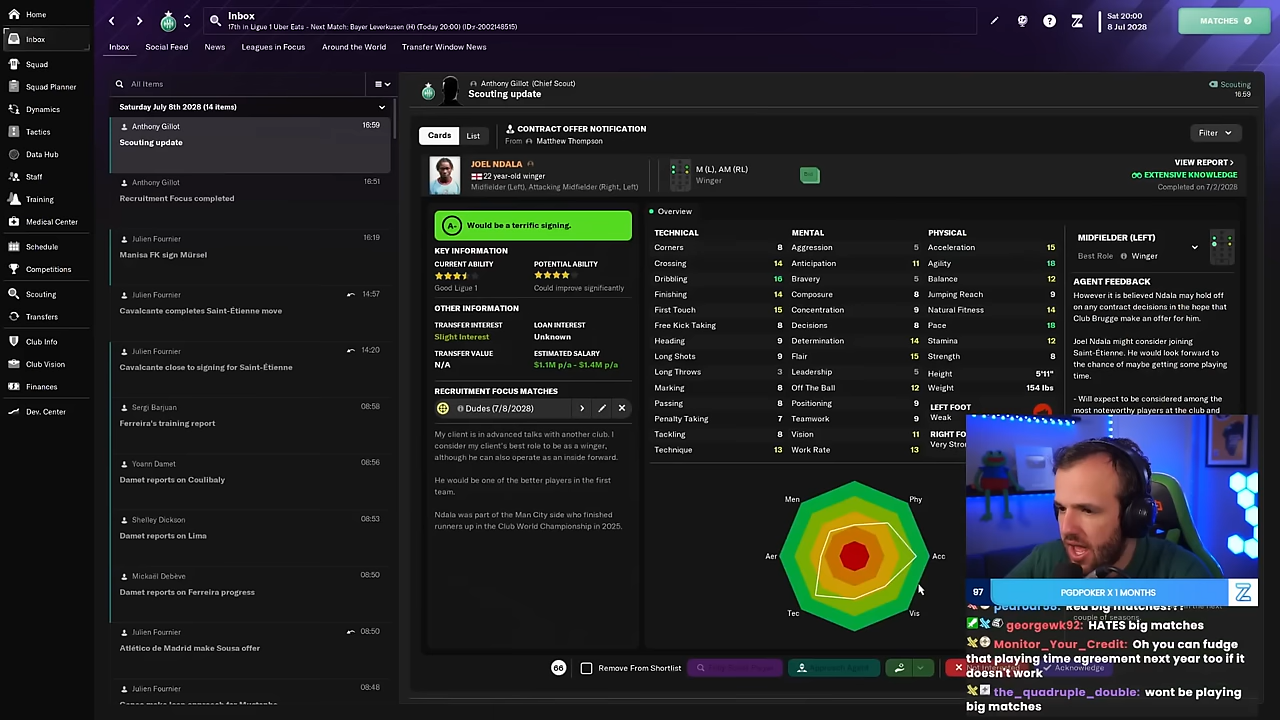 Home
Inbox
Squad
Squad Planner
Dynamics
Tactics
Data Hub
Staff
Training
Medical Center
Schedule
Competitions
Scouting
Transfers
Club Info
Club Vision
Finances
Dev. Center
Inbox
17th in Ligue 1 Uber Eats - Next Match: Bayer Leverkusen (H) (Today 20:00) (ID:r-2002148515)
Sat 20:00
8 Jul 2028
MATCHES
Inbox
Social Feed
News
Leagues in Focus
Around the World
Transfer Window News
All Items
Saturday July 8th 2028 (14 items)
Anthony Gillot 16:59
Scouting update
Anthony Gillot 16:51
Recruitment Focus completed
Julien Fournier 16:19
Manisa FK sign Mürsel
Julien Fournier 14:57
Cavalcante completes Saint-Étienne move
Julien Fournier 14:20
Cavalcante close to signing for Saint-Étienne
Sergi Barjuan 08:58
Ferreira's training report
Yoann Damet 08:56
Damet reports on Coulibaly
Shelley Dickson 08:53
Damet reports on Lima
Mickaël Debève 08:50
Damet reports on Ferreira progress
Julien Fournier 08:50
Atlético de Madrid make Sousa offer
Julien Fournier 08:48
Anthony Gillot (Chief Scout)
Scouting update
Scouting
16:59
Cards
List
CONTRACT OFFER NOTIFICATION
From Matthew Thompson
Filter
JOEL NDALA
22 year-old winger
Midfielder (Left), Attacking Midfielder (Right, Left)
M (L), AM (RL)
Winger
VIEW REPORT >
EXTENSIVE KNOWLEDGE
Completed on 7/2/2028
A- Would be a terrific signing.
KEY INFORMATION
CURRENT ABILITY
Good Ligue 1
POTENTIAL ABILITY
Could improve significantly
OTHER INFORMATION
TRANSFER INTEREST
Slight Interest
LOAN INTEREST
Unknown
TRANSFER VALUE
N/A
ESTIMATED SALARY
$1.1M p/a - $1.4M p/a
RECRUITMENT FOCUS MATCHES
Dudes (7/8/2028)
My client is in advanced talks with another club. I
consider my client's best role to be as a winger,
although he can also operate as an inside forward.
He would be one of the better players in the first
team.
Ndala was part of the Man City side who finished
runners up in the Club World Championship in 2025.
Overview
TECHNICAL
Corners 8
Crossing 14
Dribbling 16
Finishing 14
First Touch 15
Free Kick Taking 8
Heading 9
Long Shots 9
Long Throws 3
Marking 8
Passing 8
Penalty Taking 7
Tackling 8
Technique 13
MENTAL
Aggression 5
Anticipation 11
Bravery 5
Composure 8
Concentration 9
Decisions 8
Determination 14
Flair 15
Leadership 5
Off The Ball 12
Positioning 9
Teamwork 9
Vision 11
Work Rate 13
PHYSICAL
Acceleration 15
Agility 18
Balance 12
Jumping Reach 9
Natural Fitness 14
Pace 18
Stamina 12
Strength 8
Height 5'11"
Weight 154 lbs
LEFT FOOT
Weak
RIGHT FO
Very Stron
MIDFIELDER (LEFT)
Best Role Winger
AGENT FEEDBACK
However it is believed Ndala may hold off
on any contract decisions in the hope that
Club Brugge make an offer for him.
Joel Ndala might consider joining
Saint-Étienne. He would look forward to
the chance of maybe getting some playing
time.
- Will expect to be considered among the
most noteworthy players at the club and
Men
Phy
Aer
Acc
Tec
Vis
66
Remove From Shortlist
Acknowledge
97
PGDPOKER X 1 MONTHS
couple of seasons.
georgewk92: HATES big matches
Monitor_Your_Credit: Oh you can fudge
that playing time agreement next year too if it
doesn't work
the_quadruple_double: wont be playing
big matches